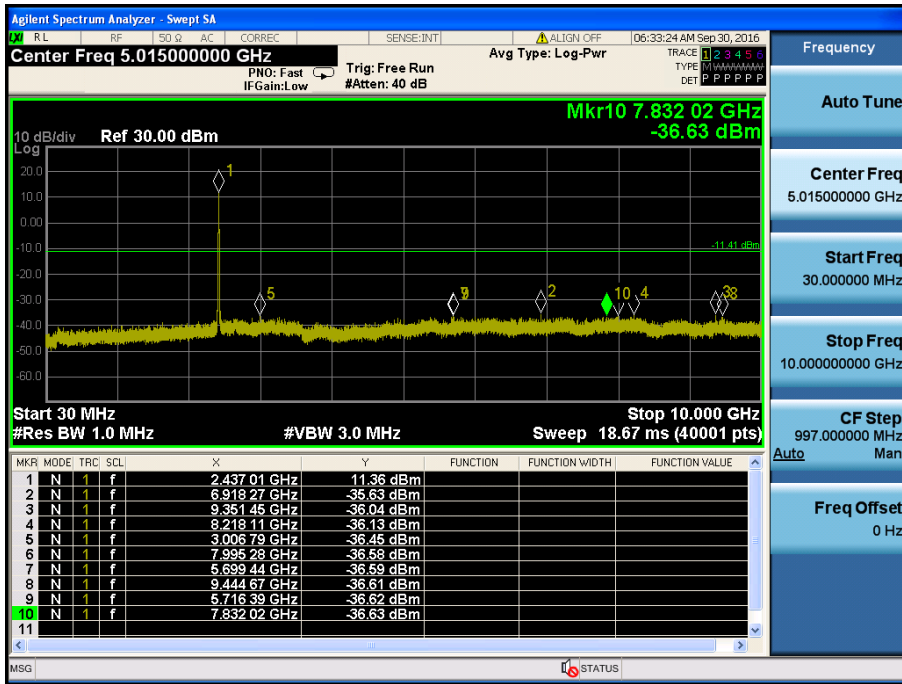 Agilent Spectrum Analyzer - Swept SA
LXI RL RF 50 Ω AC CORREC SENSE:INT ALIGN OFF 06:33:24 AM Sep 30, 2016
Center Freq 5.015000000 GHz Avg Type: Log-Pwr TRACE 1 2 3 4 5 6
PNO: Fast Trig: Free Run TYPE MWWWWW
IFGain:Low #Atten: 40 dB DET P P P P P P
Mkr10 7.832 02 GHz
-36.63 dBm
10 dB/div Ref 30.00 dBm
Log
20.0
10.0
0.00
-10.0
-20.0
-30.0
-40.0
-50.0
-60.0
1
-11.41 dBm
5
2
10
4
8
Start 30 MHz Stop 10.000 GHz
#Res BW 1.0 MHz #VBW 3.0 MHz Sweep 18.67 ms (40001 pts)
MKR MODE TRC SCL X Y FUNCTION FUNCTION WIDTH FUNCTION VALUE
1 N 1 f 2.437 01 GHz 11.36 dBm
2 N 1 f 6.918 27 GHz -35.63 dBm
3 N 1 f 9.351 45 GHz -36.04 dBm
4 N 1 f 8.218 11 GHz -36.13 dBm
5 N 1 f 3.006 79 GHz -36.45 dBm
6 N 1 f 7.995 28 GHz -36.58 dBm
7 N 1 f 5.699 44 GHz -36.59 dBm
8 N 1 f 9.444 67 GHz -36.61 dBm
9 N 1 f 5.716 39 GHz -36.62 dBm
10 N 1 f 7.832 02 GHz -36.63 dBm
11
MSG STATUS
Frequency
Auto Tune
Center Freq
5.015000000 GHz
Start Freq
30.000000 MHz
Stop Freq
10.000000000 GHz
CF Step
997.000000 MHz
Auto Man
Freq Offset
0 Hz